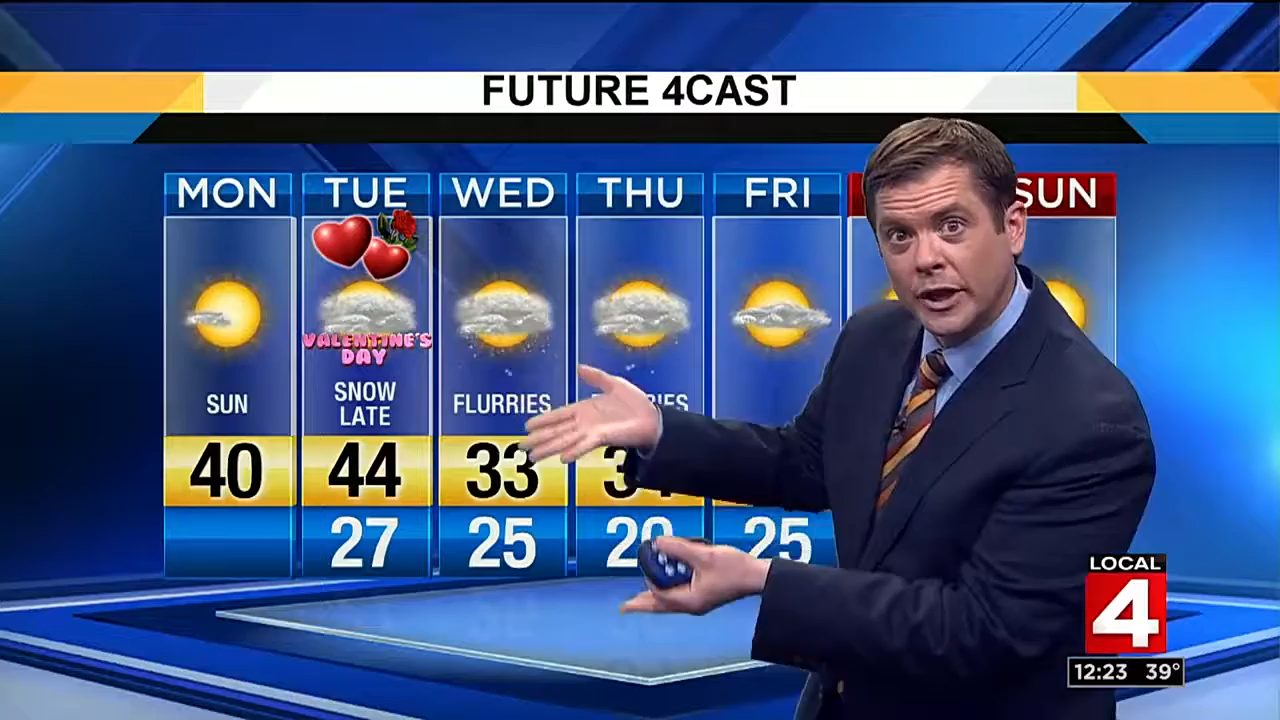 FUTURE 4CAST
MON TUE WED THU FRI SUN
VALENTINE'S
DAY
SUN SNOW LATE FLURRIES
40 44 33
27 25 25
LOCAL
4
12:23 39°